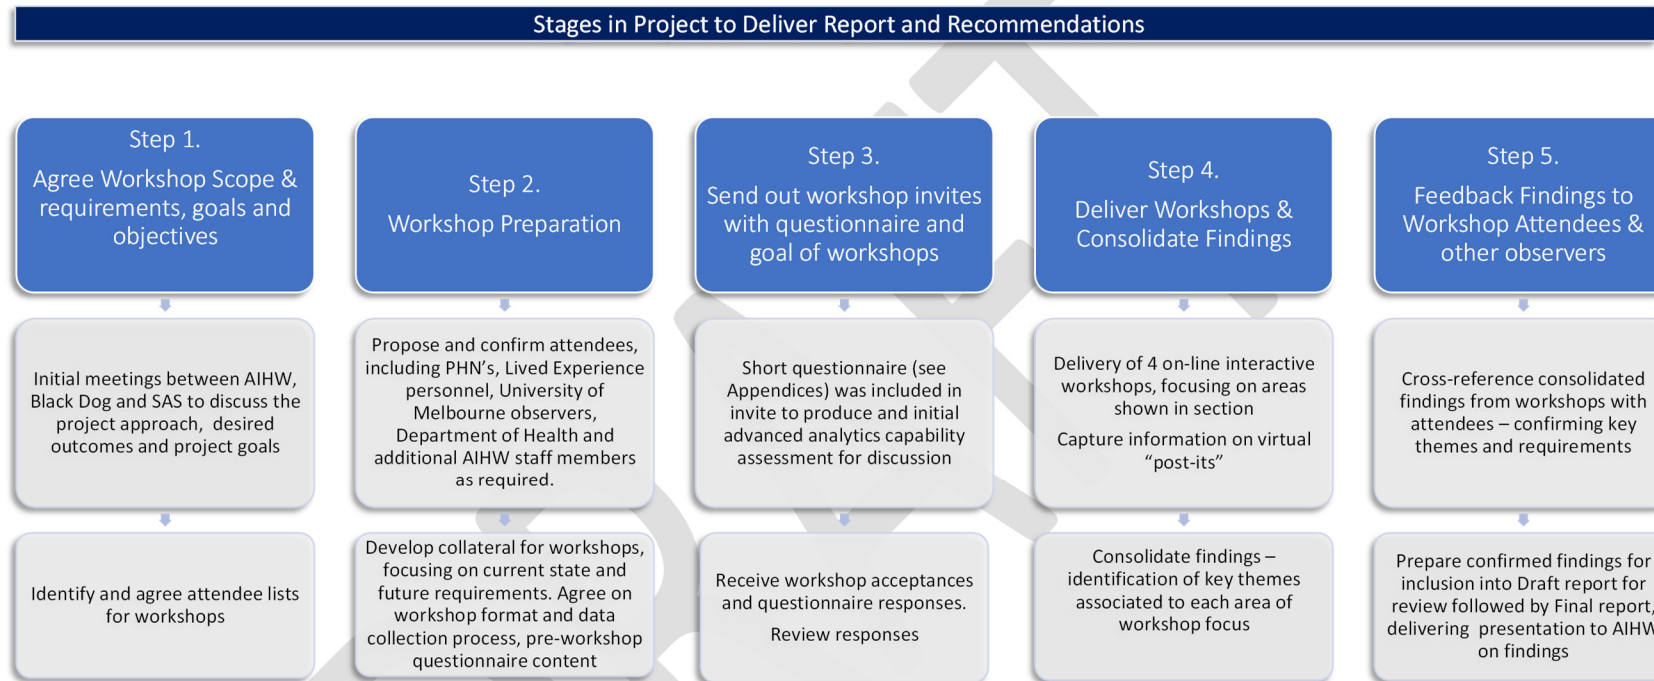 Stages in Project to Deliver Report and Recommendations
Step 1.
Agree Workshop Scope &
requirements, goals and
objectives
Initial meetings between AIHW,
Black Dog and SAS to discuss the
project approach, desired
outcomes and project goals
Identify and agree attendee lists
for workshops
Step 2.
Workshop Preparation
Propose and confirm attendees,
including PHN's, Lived Experience
personnel, University of
Melbourne observers,
Department of Health and
additional AIHW staff members
as required.
Develop collateral for workshops,
focusing on current state and
future requirements. Agree on
workshop format and data
collection process, pre-workshop
questionnaire content
Step 3.
Send out workshop invites
with questionnaire and
goal of workshops
Short questionnaire (see
Appendices) was included in
invite to produce and initial
advanced analytics capability
assessment for discussion
Receive workshop acceptances
and questionnaire responses.
Review responses
Step 4.
Deliver Workshops &
Consolidate Findings
Delivery of 4 on-line interactive
workshops, focusing on areas
shown in section
Capture information on virtual
“post-its”
Consolidate findings –
identification of key themes
associated to each area of
workshop focus
Step 5.
Feedback Findings to
Workshop Attendees &
other observers
Cross-reference consolidated
findings from workshops with
attendees – confirming key
themes and requirements
Prepare confirmed findings for
inclusion into Draft report for
review followed by Final report,
delivering presentation to AIHW
on findings
DRAFT